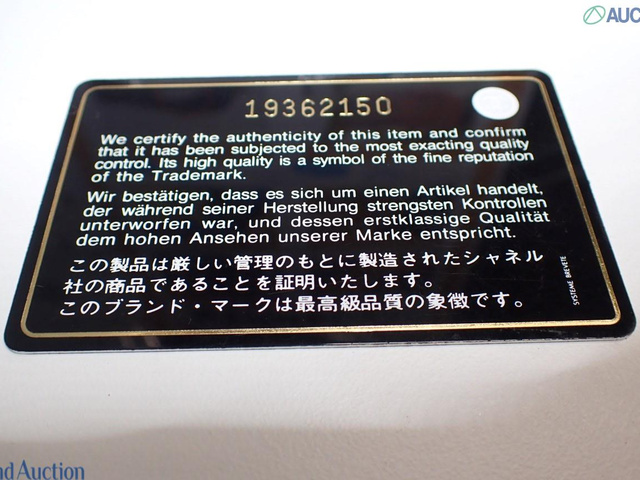 AUC
19362150
We certify the authenticity of this item and confirm
that it has been subjected to the most exacting quality
control. Its high quality is a symbol of the fine reputation
of the Trademark.
Wir bestätigen, dass es sich um einen Artikel handelt,
der während seiner Herstellung strengsten Kontrollen
unterworfen war, und dessen erstklassige Qualität
dem hohen Ansehen unserer Marke entspricht.
この製品は厳しい管理のもとに製造されたシャネル
社の商品であることを証明いたします。
このブランド・マークは最高級品質の象徴です。
SYSTEME BREVETE
nd Auction